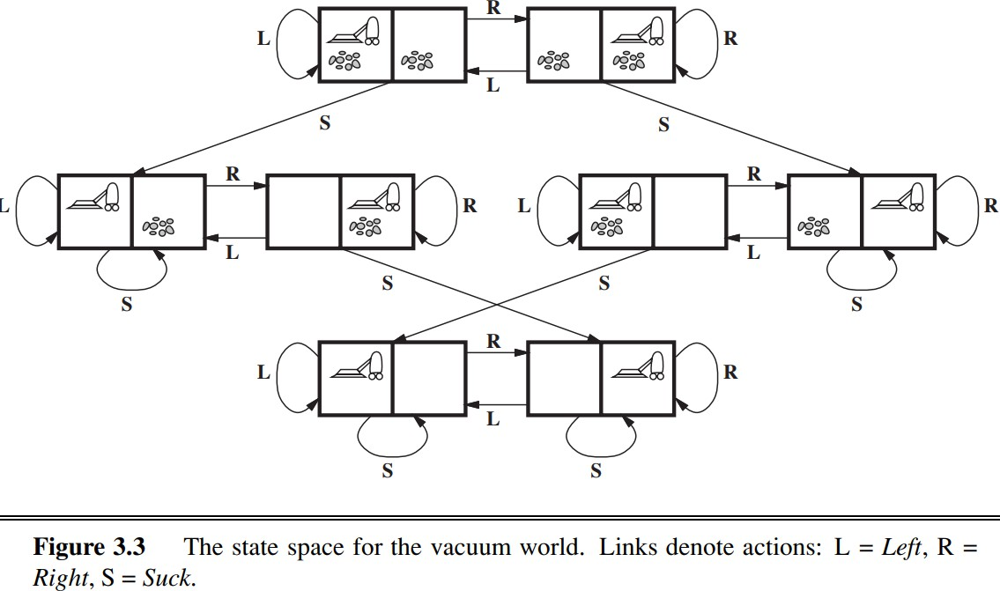 R
L R
L
S S
R R
L R L R
L L
S S
S S
R
L R
L
S S
Figure 3.3 The state space for the vacuum world. Links denote actions: L = Left, R =
Right, S = Suck.